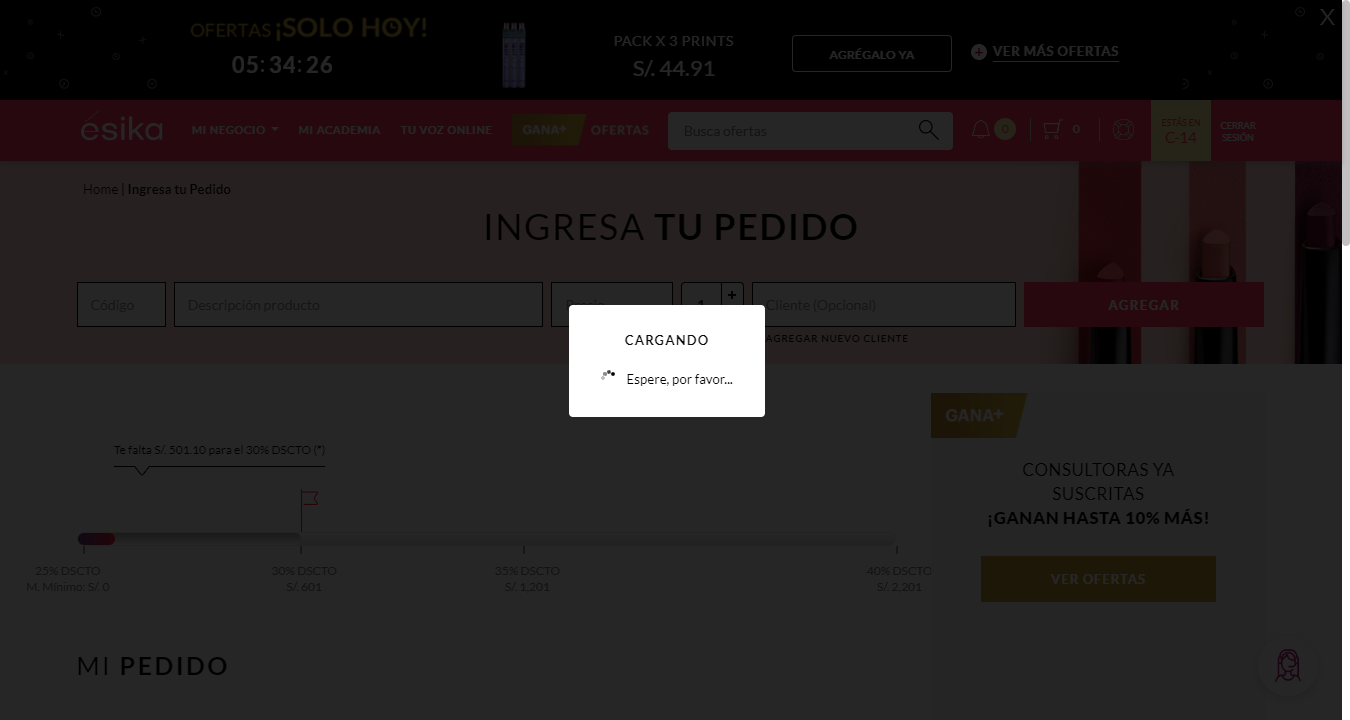 OFERTAS ¡SOLO HOY!
05:34:26
PACK X 3 PRINTS
S/. 44.91
AGRÉGALO YA
VER MÁS OFERTAS
X
ésika
MI NEGOCIO
MI ACADEMIA
TU VOZ ONLINE
GANA+
OFERTAS
Busca ofertas
0
0
ESTÁS EN
C-14
CERRAR
SESIÓN
Home | Ingresa tu Pedido
INGRESA TU PEDIDO
Código
Descripción producto
Precio
1
+
Cliente (Opcional)
AGREGAR
AGREGAR NUEVO CLIENTE
CARGANDO
Espere, por favor...
Te falta S/. 501.10 para el 30% DSCTO (*)
25% DSCTO
M. Mínimo: S/. 0
30% DSCTO
S/. 601
35% DSCTO
S/. 1,201
40% DSCTO
S/. 2,201
GANA+
CONSULTORAS YA
SUSCRITAS
¡GANAN HASTA 10% MÁS!
VER OFERTAS
MI PEDIDO